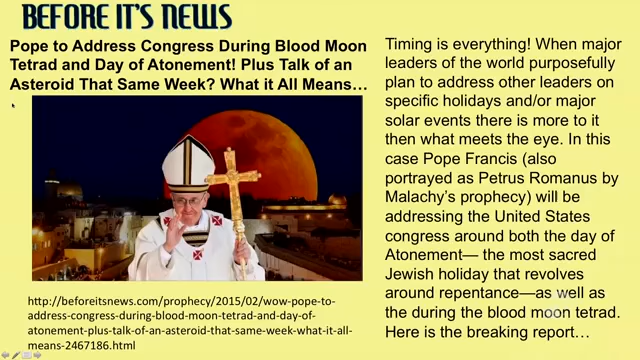 BEFORE IT'S NEWS
Pope to Address Congress During Blood Moon
Tetrad and Day of Atonement! Plus Talk of an
Asteroid That Same Week? What it All Means…
http://beforeitsnews.com/prophecy/2015/02/wow-pope-to-
address-congress-during-blood-moon-tetrad-and-day-of-
atonement-plus-talk-of-an-asteroid-that-same-week-what-it-all-
means-2467186.html
Timing is everything! When major
leaders of the world purposefully
plan to address other leaders on
specific holidays and/or major
solar events there is more to it
then what meets the eye. In this
case Pope Francis (also
portrayed as Petrus Romanus by
Malachy's prophecy) will be
addressing the United States
congress around both the day of
Atonement— the most sacred
Jewish holiday that revolves
around repentance—as well as
the during the blood moon tetrad.
Here is the breaking report…